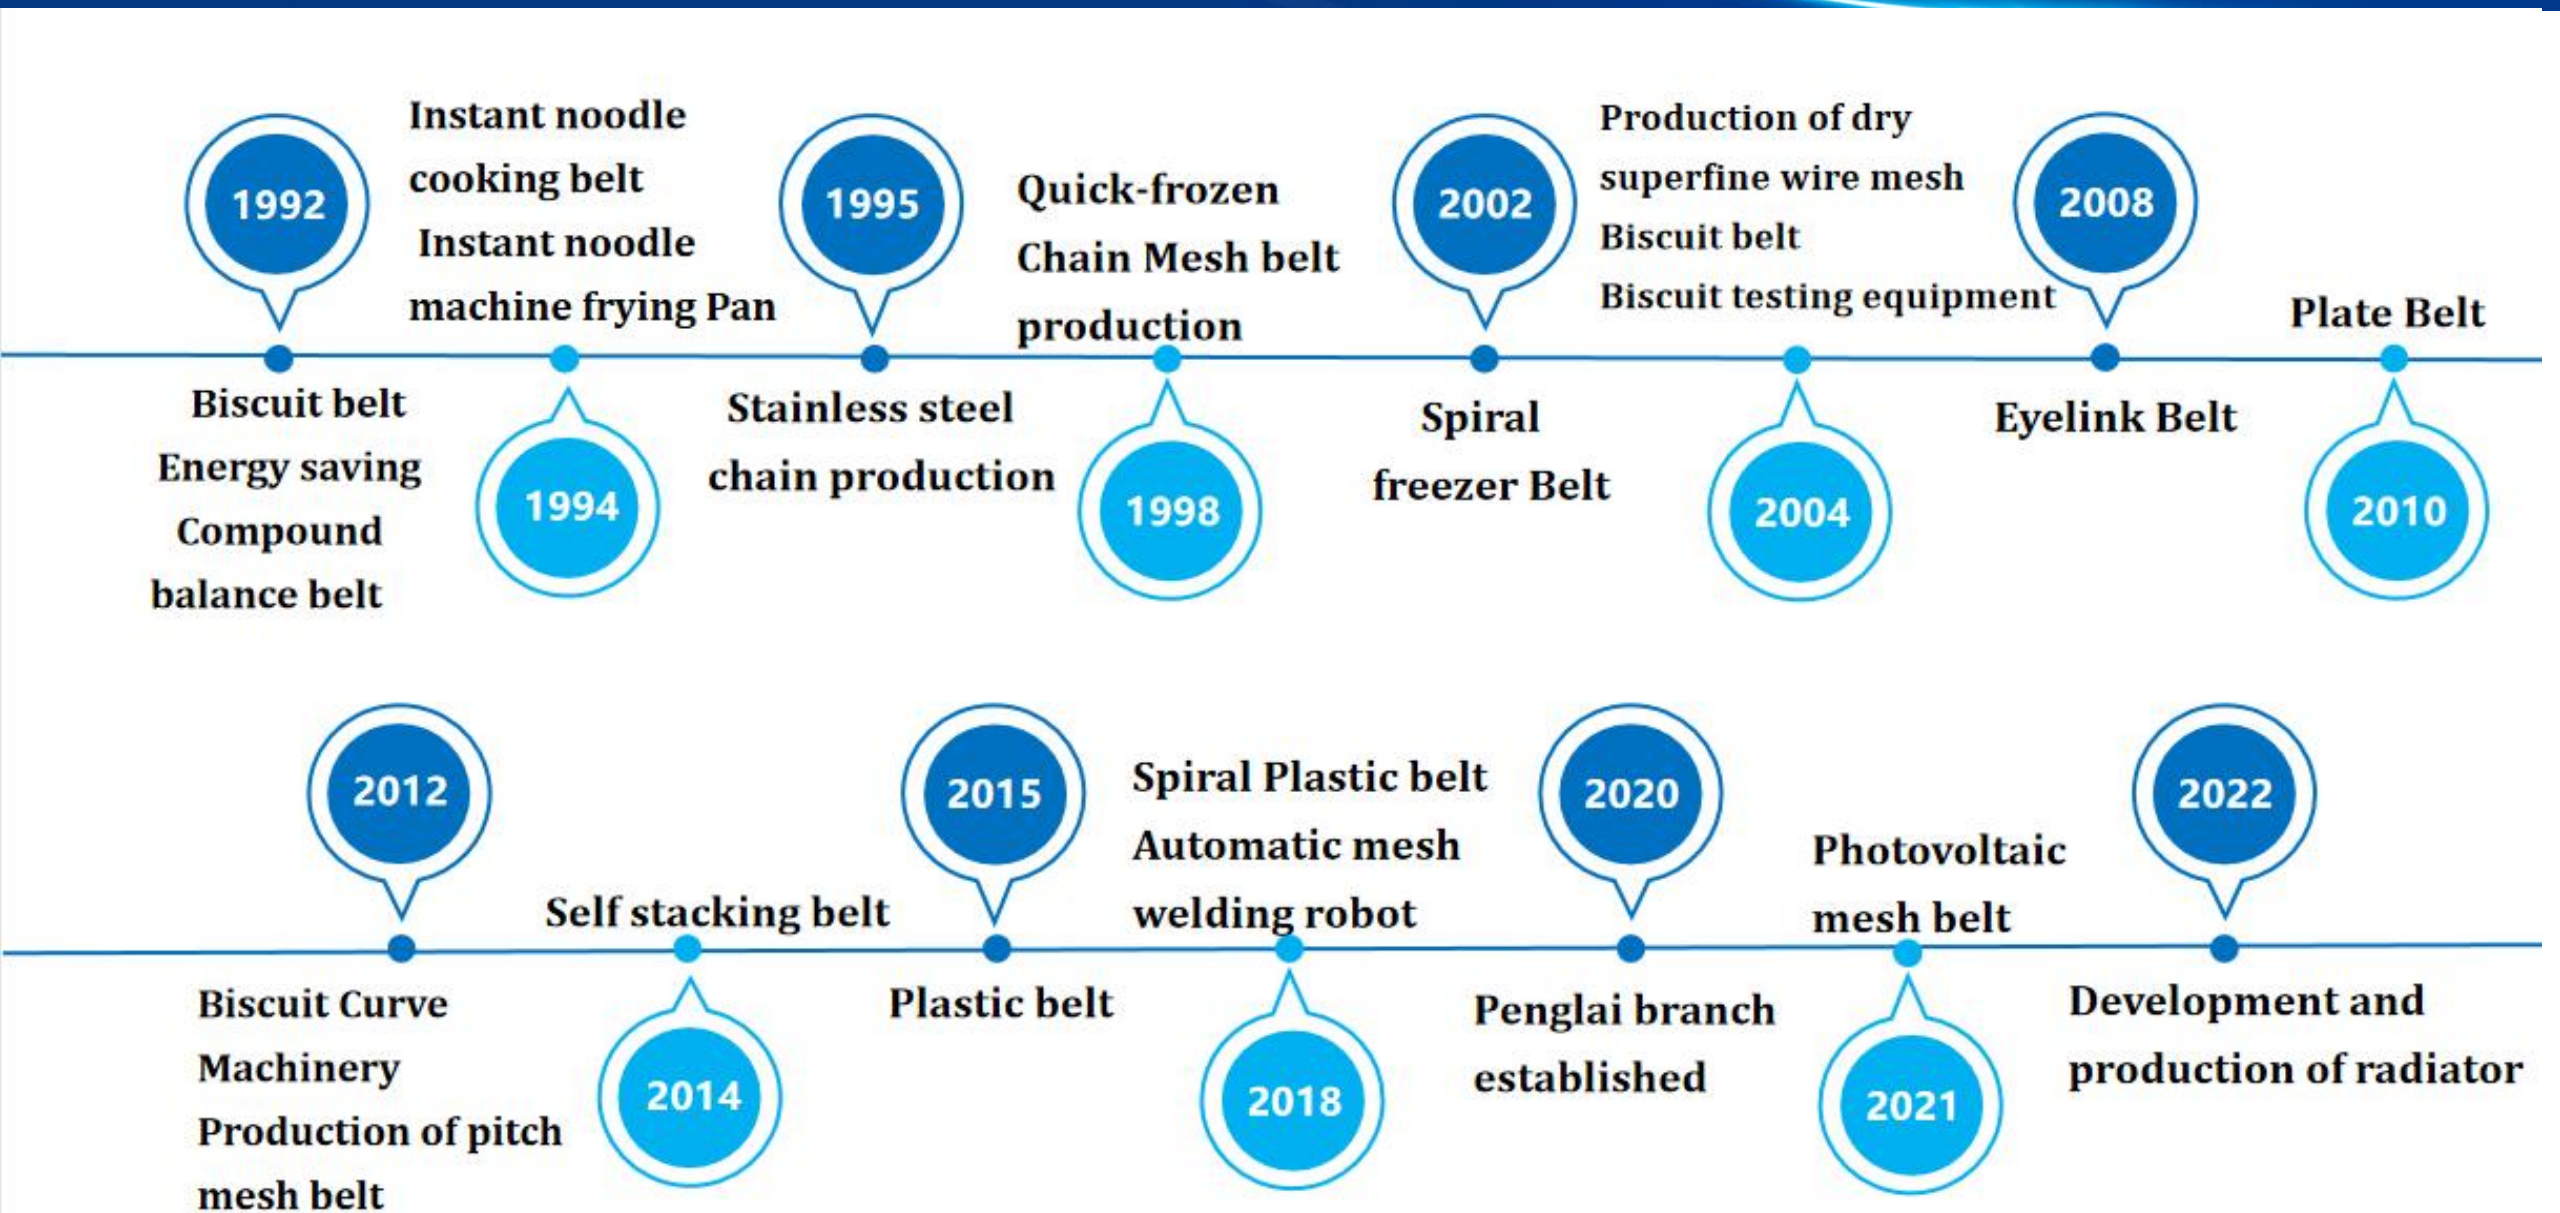 1992
Biscuit belt
Energy saving
Compound
balance belt
Instant noodle
cooking belt
Instant noodle
machine frying Pan
1994
1995
Stainless steel
chain production
Quick-frozen
Chain Mesh belt
production
1998
2002
Spiral
freezer Belt
Production of dry
superfine wire mesh
Biscuit belt
Biscuit testing equipment
2004
2008
Eyelink Belt
Plate Belt
2010
2012
Biscuit Curve
Machinery
Production of pitch
mesh belt
Self stacking belt
2014
2015
Plastic belt
Spiral Plastic belt
Automatic mesh
welding robot
2018
2020
Penglai branch
established
Photovoltaic
mesh belt
2021
2022
Development and
production of radiator